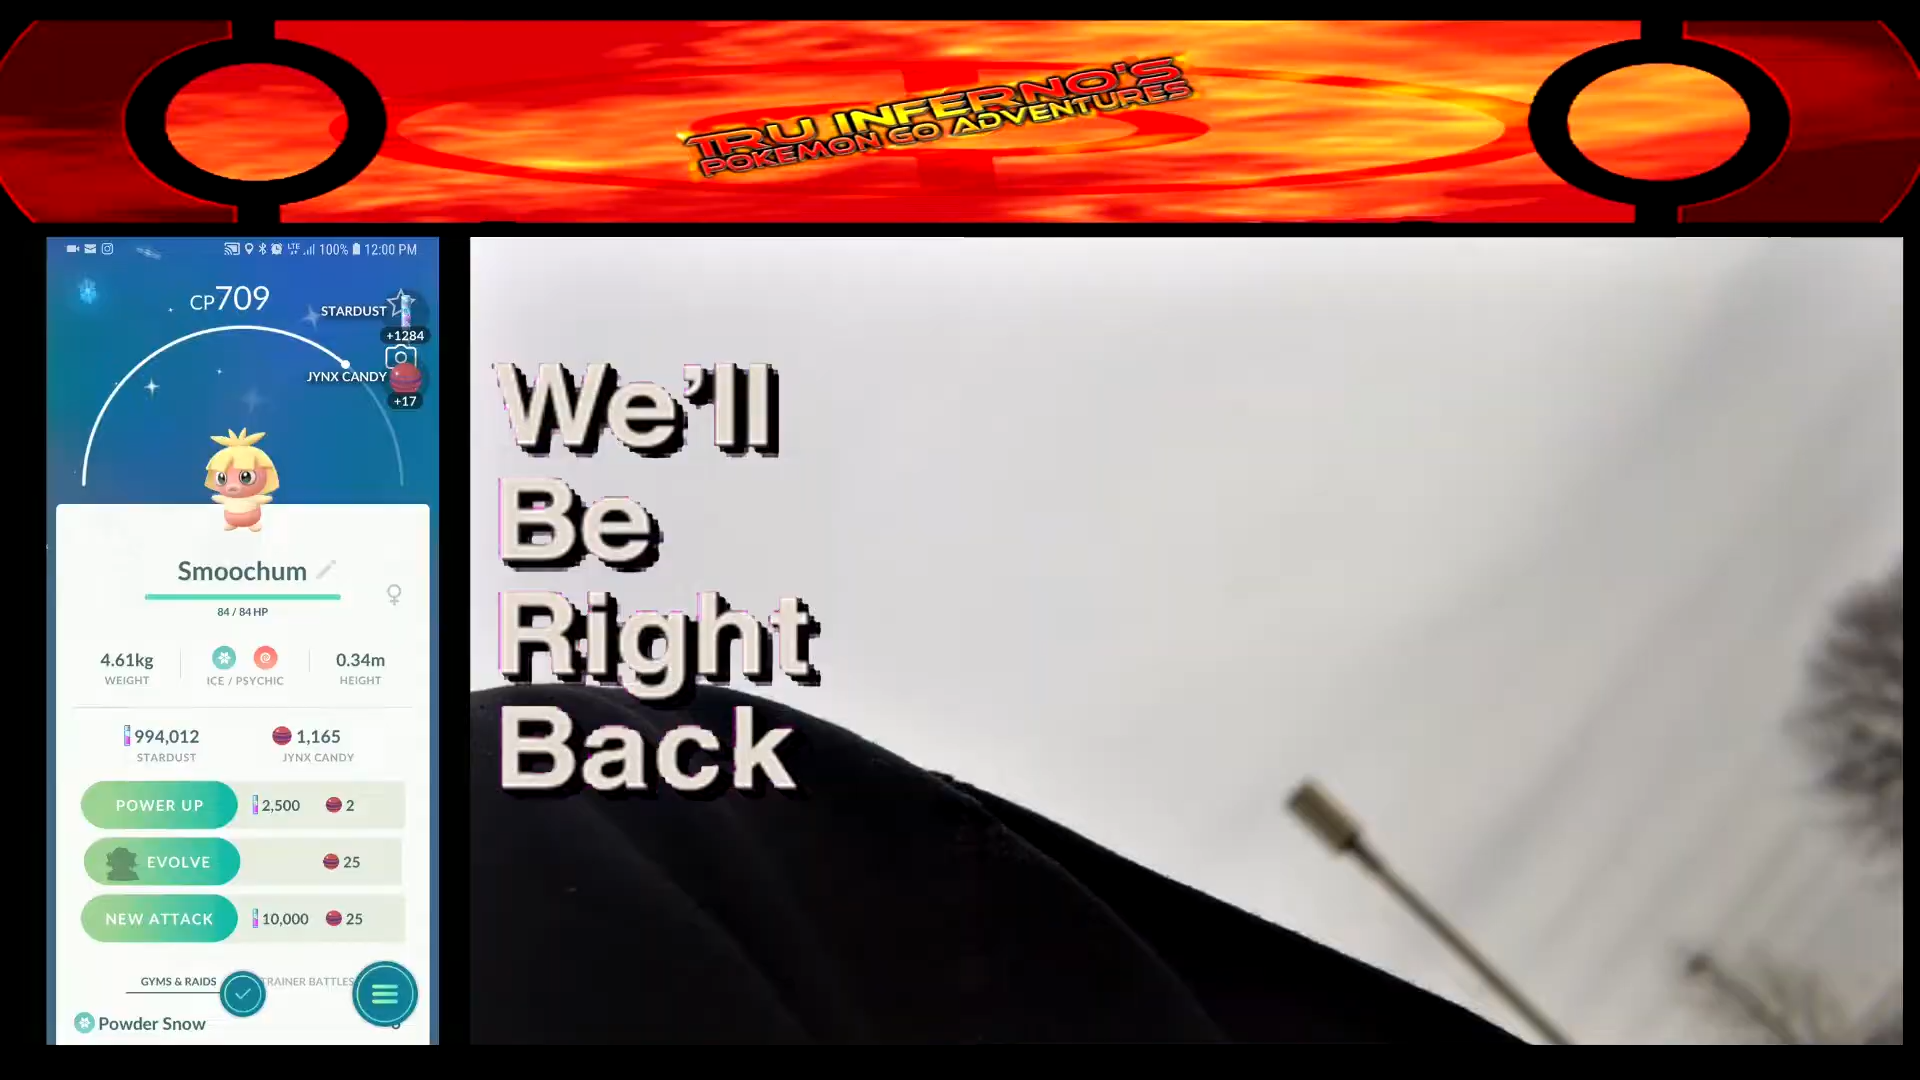 TRU INFERNO'S
POKEMON GO ADVENTURES
LTE 100% 12:00 PM
CP709
STARDUST
+1284
JYNX CANDY
+17
Smoochum
84 / 84 HP
4.61kg
WEIGHT
ICE / PSYCHIC
0.34m
HEIGHT
994,012
STARDUST
1,165
JYNX CANDY
POWER UP 2,500 2
EVOLVE 25
NEW ATTACK 10,000 25
GYMS & RAIDS TRAINER BATTLES
Powder Snow
We'll
Be
Right
Back